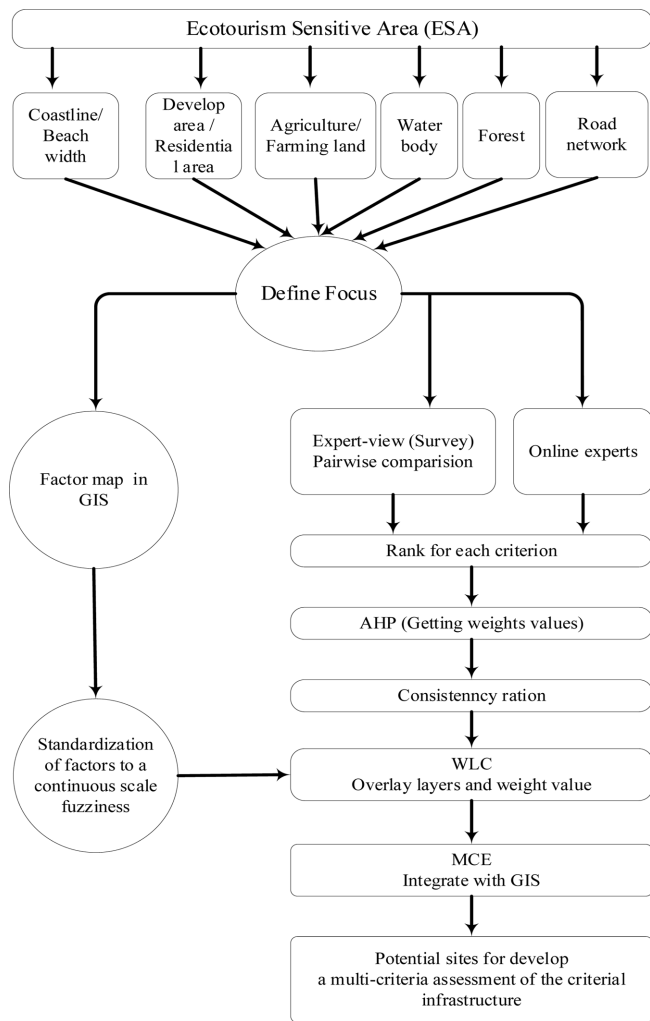 Ecotourism Sensitive Area (ESA)
Coastline/
Beach
width
Develop
area /
Residentia
l area
Agriculture/
Farming land
Water
body
Forest
Road
network
Define Focus
Factor map in
GIS
Expert-view (Survey)
Pairwise comparision
Online experts
Rank for each criterion
AHP (Getting weights values)
Consistenncy ration
Standardization
of factors to a
continuous scale
fuzziness
WLC
Overlay layers and weight value
MCE
Integrate with GIS
Potential sites for develop
a multi-criteria assessment of the criterial
infrastructure